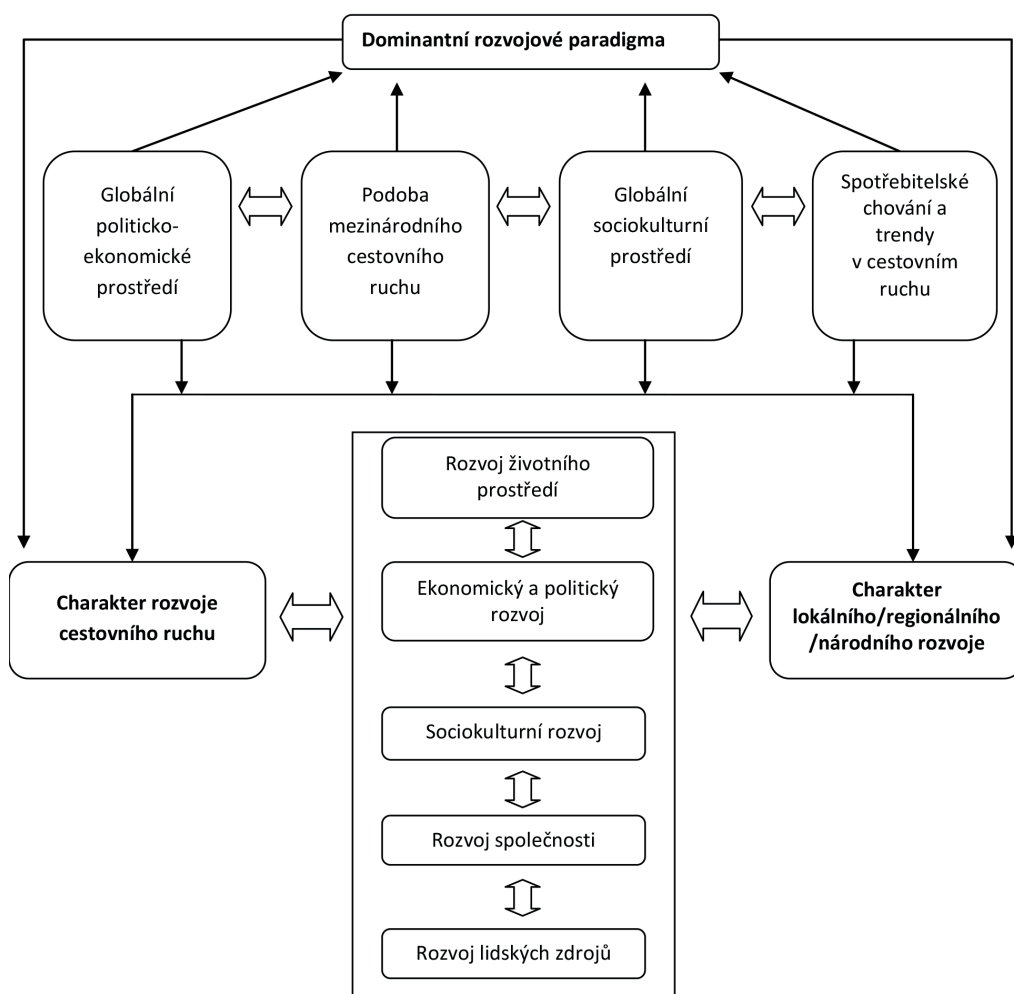 Dominantní rozvojové paradigma
Globální
politicko-
ekonomické
prostředí
Podoba
mezinárodního
cestovního
ruchu
Globální
sociokulturní
prostředí
Spotřebitelské
chování a
trendy
v cestovním
ruchu
Rozvoj životního
prostředí
Charakter rozvoje
cestovního ruchu
Ekonomický a politický
rozvoj
Charakter
lokálního/regionálního
/národního rozvoje
Sociokulturní rozvoj
Rozvoj společnosti
Rozvoj lidských zdrojů